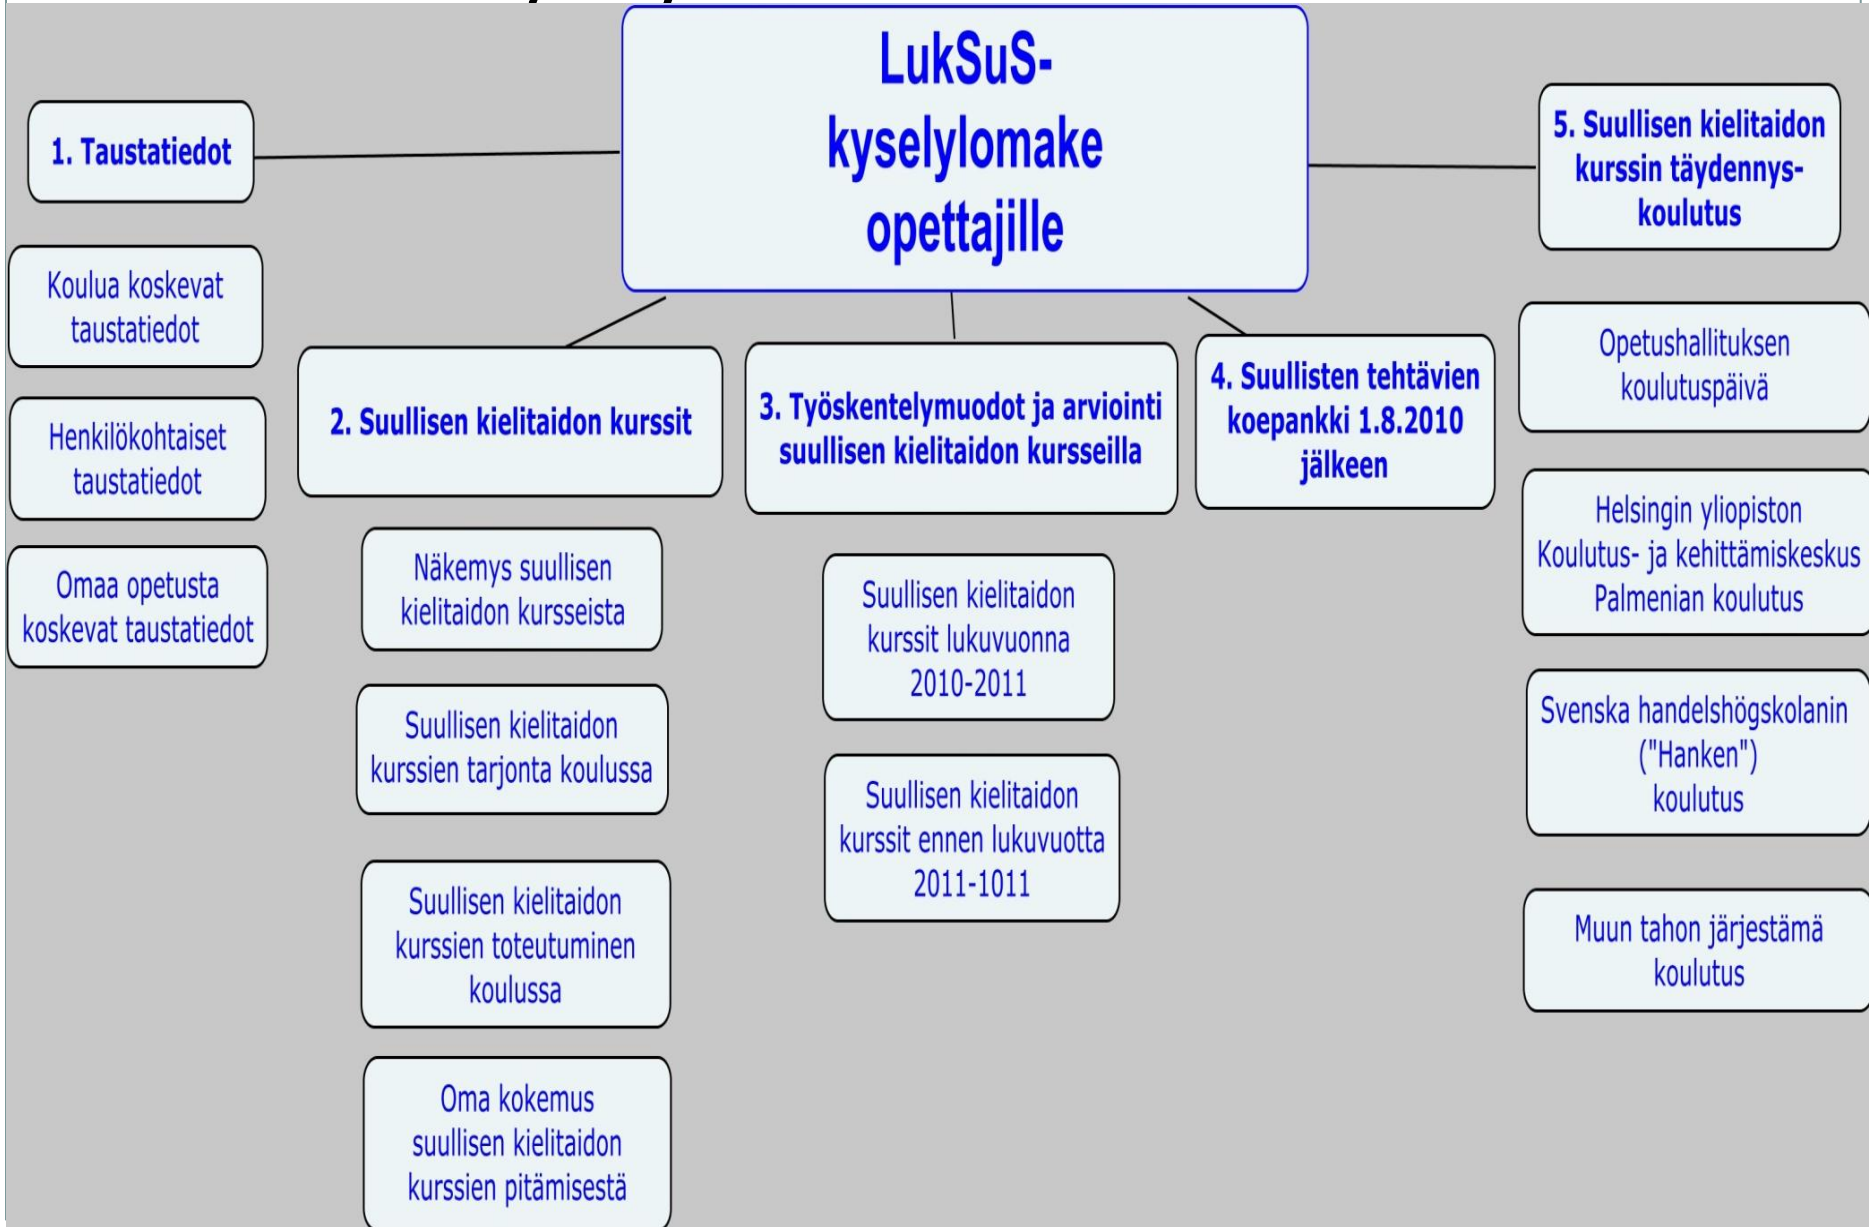 LukSuS-
kyselylomake
opettajille
1. Taustatiedot
Koulua koskevat
taustatiedot
Henkilökohtaiset
taustatiedot
Omaa opetusta
koskevat taustatiedot
2. Suullisen kielitaidon kurssit
Näkemys suullisen
kielitaidon kursseista
Suullisen kielitaidon
kurssien tarjonta koulussa
Suullisen kielitaidon
kurssien toteutuminen
koulussa
Oma kokemus
suullisen kielitaidon
kurssien pitämisestä
3. Työskentelymuodot ja arviointi
suullisen kielitaidon kursseilla
Suullisen kielitaidon
kurssit lukuvuonna
2010-2011
Suullisen kielitaidon
kurssit ennen lukuvuotta
2011-1011
4. Suullisten tehtävien
koepankki 1.8.2010
jälkeen
5. Suullisen kielitaidon
kurssin täydennys-
koulutus
Opetushallituksen
koulutuspäivä
Helsingin yliopiston
Koulutus- ja kehittämiskeskus
Palmenian koulutus
Svenska handelshögskolanin
("Hanken")
koulutus
Muun tahon järjestämä
koulutus